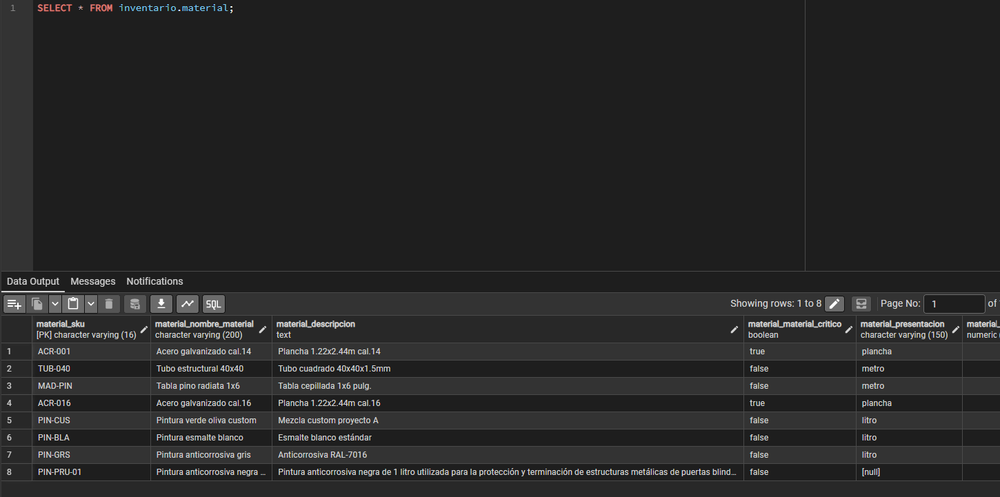 1 SELECT * FROM inventario.material;
Data Output Messages Notifications
SQL Showing rows: 1 to 8 Page No: 1 of
material_sku material_nombre_material material_descripcion material_material_critico material_presentacion material_
[PK] character varying (16) character varying (200) text boolean character varying (150) numeric
1 ACR-001 Acero galvanizado cal.14 Plancha 1.22x2.44m cal.14 true plancha
2 TUB-040 Tubo estructural 40x40 Tubo cuadrado 40x40x1.5mm false metro
3 MAD-PIN Tabla pino radiata 1x6 Tabla cepillada 1x6 pulg. false metro
4 ACR-016 Acero galvanizado cal.16 Plancha 1.22x2.44m cal.16 true plancha
5 PIN-CUS Pintura verde oliva custom Mezcla custom proyecto A false litro
6 PIN-BLA Pintura esmalte blanco Esmalte blanco estándar false litro
7 PIN-GRS Pintura anticorrosiva gris Anticorrosiva RAL-7016 false litro
8 PIN-PRU-01 Pintura anticorrosiva negra ... Pintura anticorrosiva negra de 1 litro utilizada para la protección y terminación de estructuras metálicas de puertas blind... false [null]